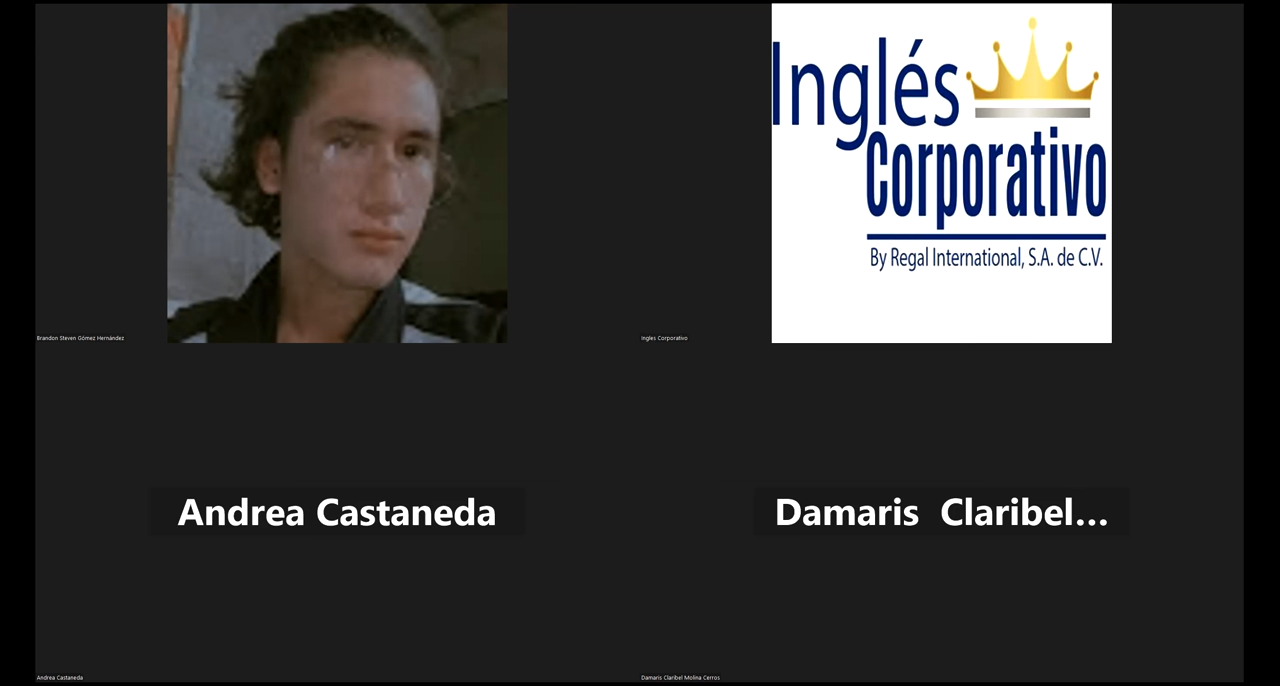 Inglés
Corporativo
By Regal International, S.A. de C.V.
Brandon Steven Gómez Hernández
Ingles Corporativo
Andrea Castaneda
Damaris Claribel...
Andrea Castaneda
Damaris Claribel Molina Cerros